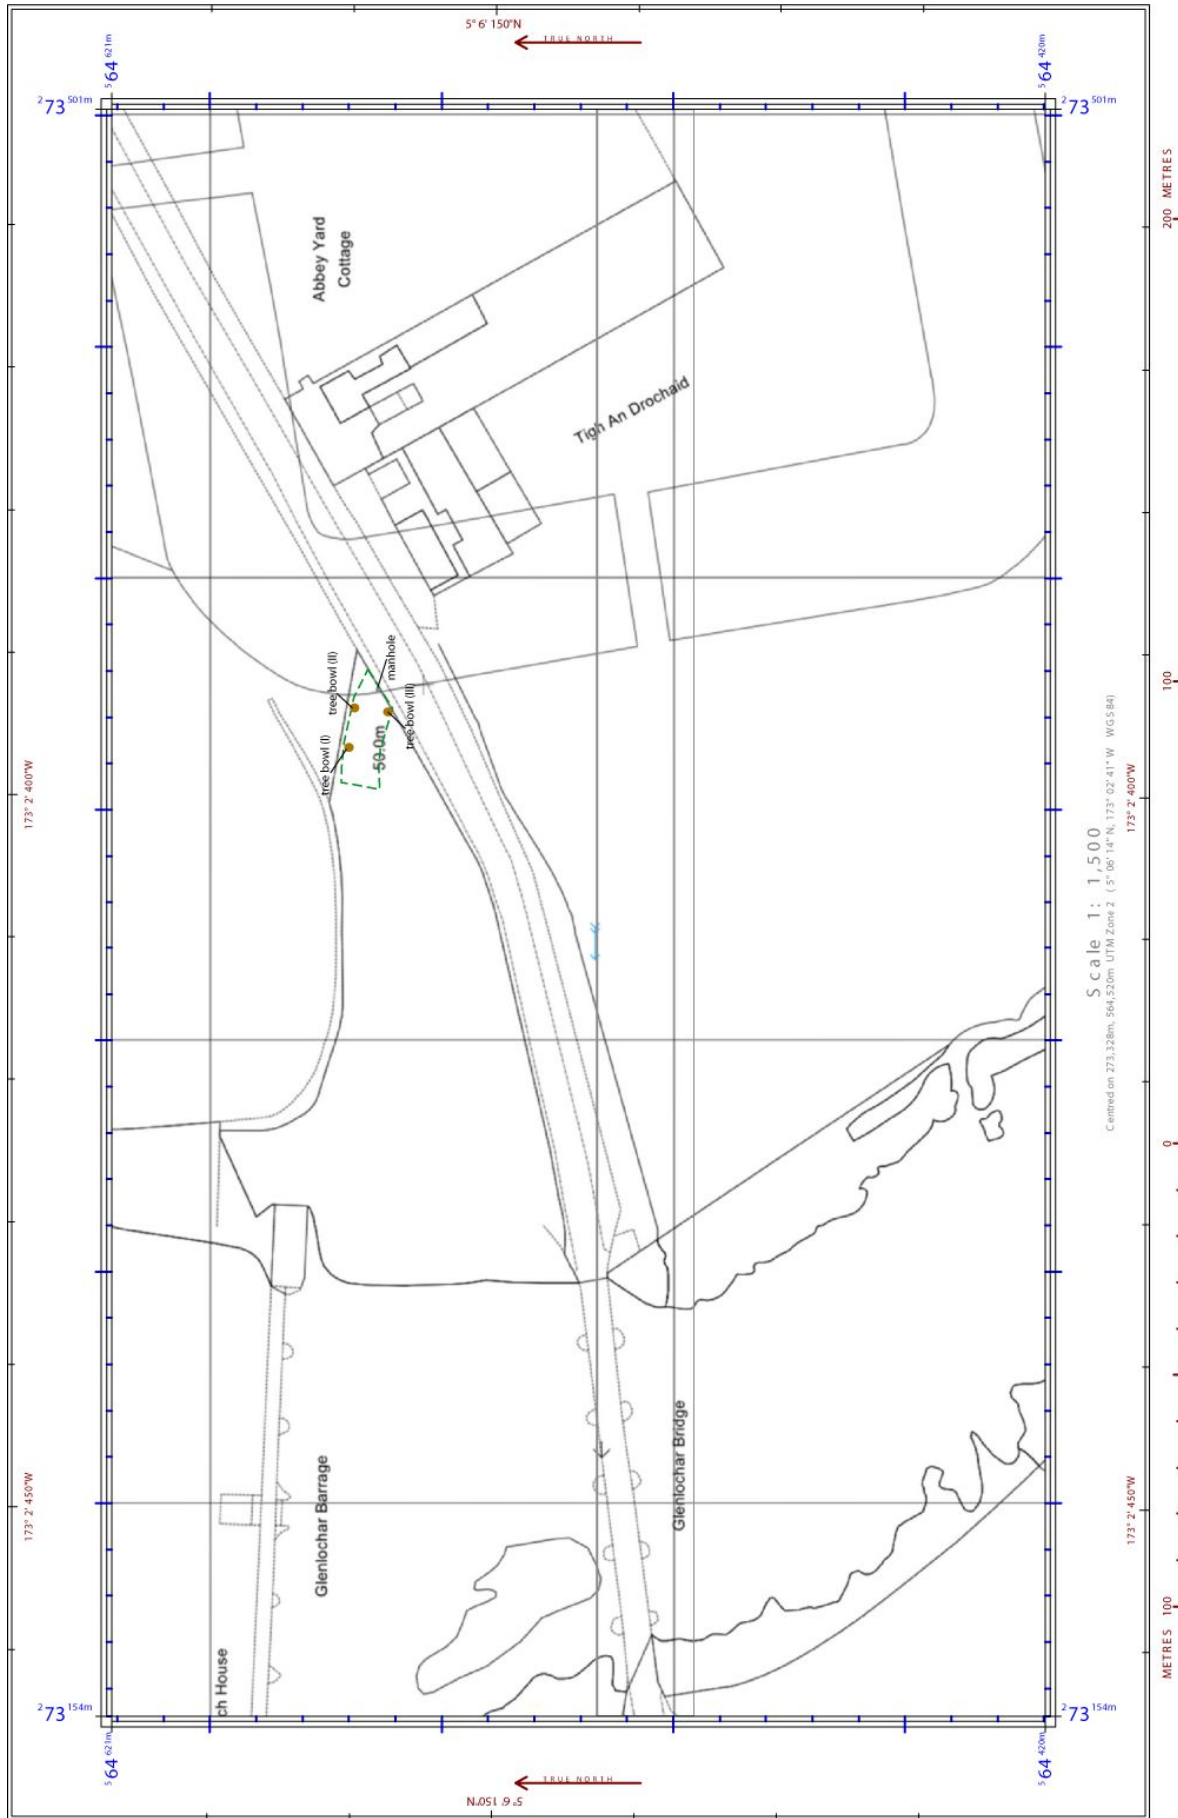 5° 6' 150"N
TRUE NORTH
⁵64 ⁶²¹ᵐ
⁵64 ⁴²⁰ᵐ
²73 ⁵⁰¹ᵐ
²73 ⁵⁰¹ᵐ
200 METRES
Abbey Yard
Cottage
Tigh An Drochaid
tree bowl (II)
manhole
tree bowl (I)
tree bowl (III)
50.0m
100
173° 2' 400"W
173° 2' 400"W
Scale 1: 1,500
Centred on 273,328m, 564,520m UTM Zone 2 ( 5° 06' 14" N, 173° 02' 41" W WGS84)
0
Glenlochar Barrage
Glenlochar Bridge
173° 2' 450"W
173° 2' 450"W
ch House
METRES 100
²73 ¹⁵⁴ᵐ
²73 ¹⁵⁴ᵐ
⁵64 ⁶²¹ᵐ
⁵64 ⁴²⁰ᵐ
TRUE NORTH
5° 6' 150"N